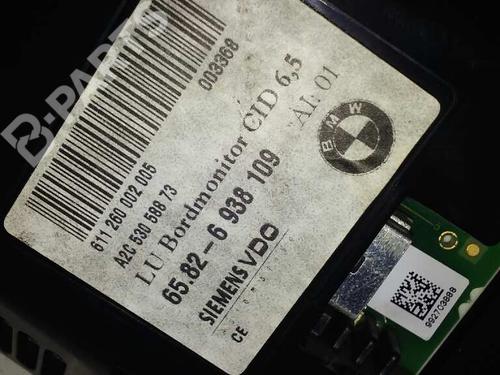 003368
611 260 002 005
A2C 530 588 73
LU Bordmonitor CID 6,5
AI: 01
65.82-6 938 109
SIEMENS VDO
CE
BMW
992703888
B-PARTS